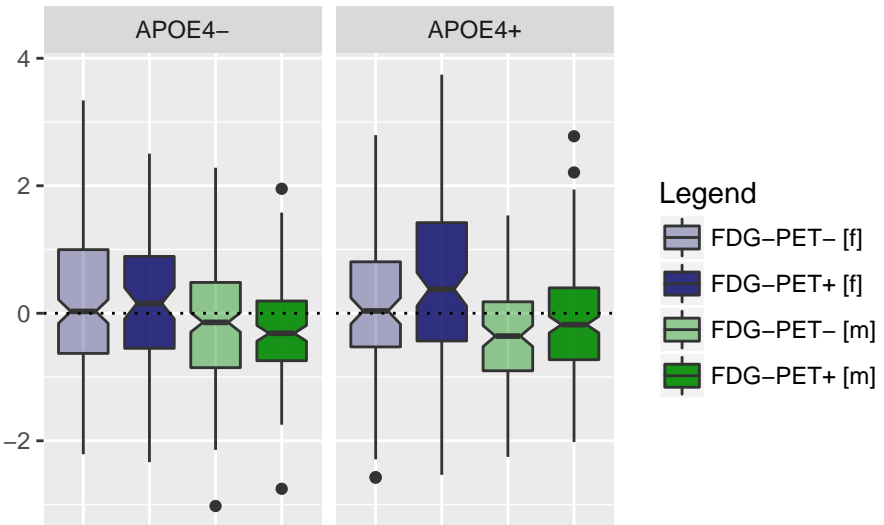 APOE4− APOE4+
4
2
0
−2
Legend
FDG−PET− [f]
FDG−PET+ [f]
FDG−PET− [m]
FDG−PET+ [m]